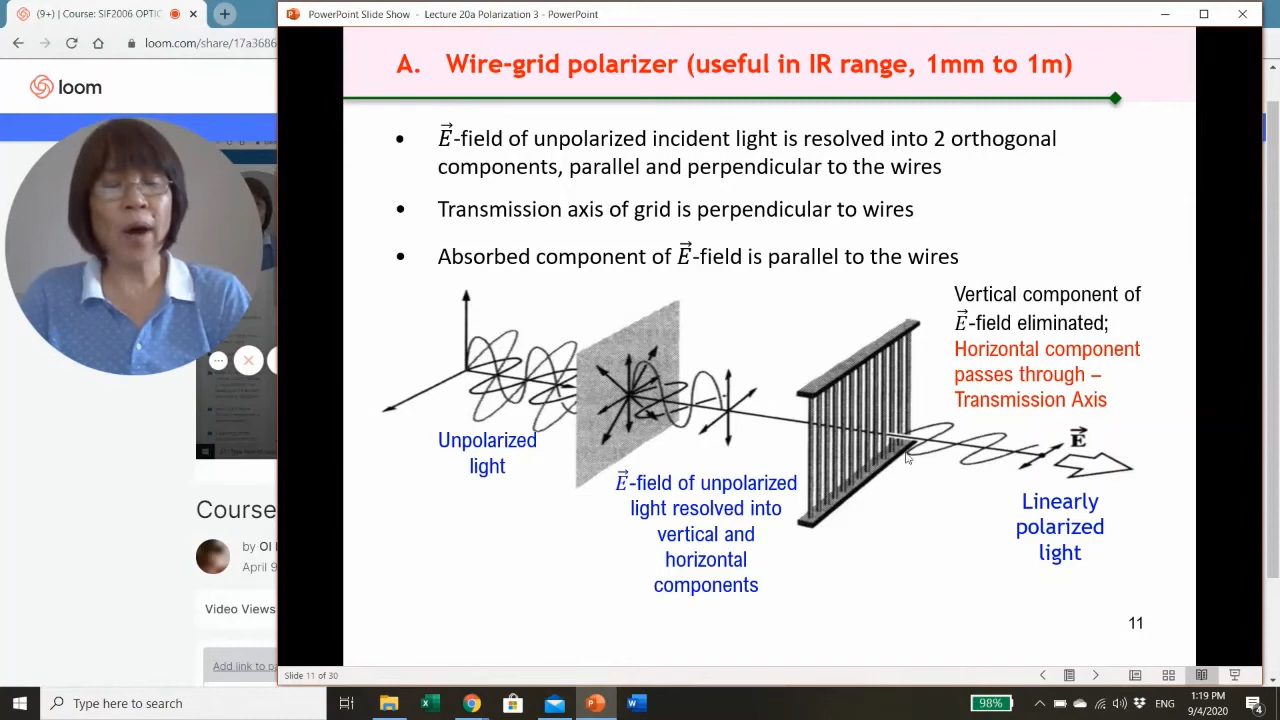 (9+) Course: SIF2006 OPTIC
PowerPoint Slide Show - Lecture 20a Polarization 3 - PowerPoint
loom.com/share/17a3686
loom
A. Wire-grid polarizer (useful in IR range, 1mm to 1m)
• E⃗-field of unpolarized incident light is resolved into 2 orthogonal
components, parallel and perpendicular to the wires
• Transmission axis of grid is perpendicular to wires
• Absorbed component of E⃗-field is parallel to the wires
Vertical component of
E⃗-field eliminated;
Horizontal component
passes through –
Transmission Axis
Unpolarized
light
E⃗-field of unpolarized
light resolved into
vertical and
horizontal
components
E⃗
Linearly
polarized
light
11
Course
by OI
April 9
Video Views
Add link to p
Slide 11 of 30
Type here to search
98%
ENG
1:19 PM
9/4/2020
4